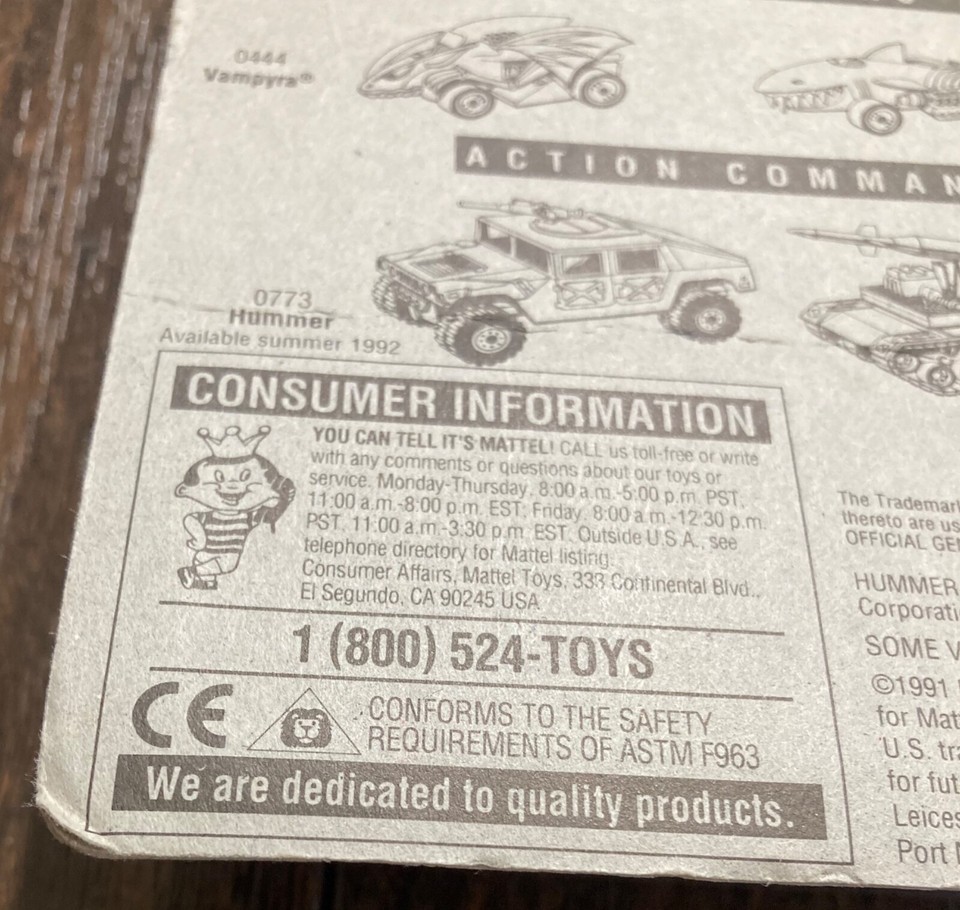 0444
Vampyra®
ACTION COMMAN
0773
Hummer
Available summer 1992
CONSUMER INFORMATION
YOU CAN TELL IT'S MATTEL! CALL us toll-free or write
with any comments or questions about our toys or
service. Monday-Thursday, 8:00 a.m.-5:00 p.m. PST,
11:00 a.m.-8:00 p.m. EST; Friday, 8:00 a.m.-12:30 p.m.
PST, 11:00 a.m.-3:30 p.m. EST. Outside U.S.A., see
telephone directory for Mattel listing.
Consumer Affairs, Mattel Toys, 333 Continental Blvd.,
El Segundo, CA 90245 USA
1 (800) 524-TOYS
CE
CONFORMS TO THE SAFETY
REQUIREMENTS OF ASTM F963
We are dedicated to quality products.
The Trademar
thereto are us
OFFICIAL GE
HUMMER
Corporati
SOME V
©1991
for Mat
U.S. tra
for fut
Leices
Port